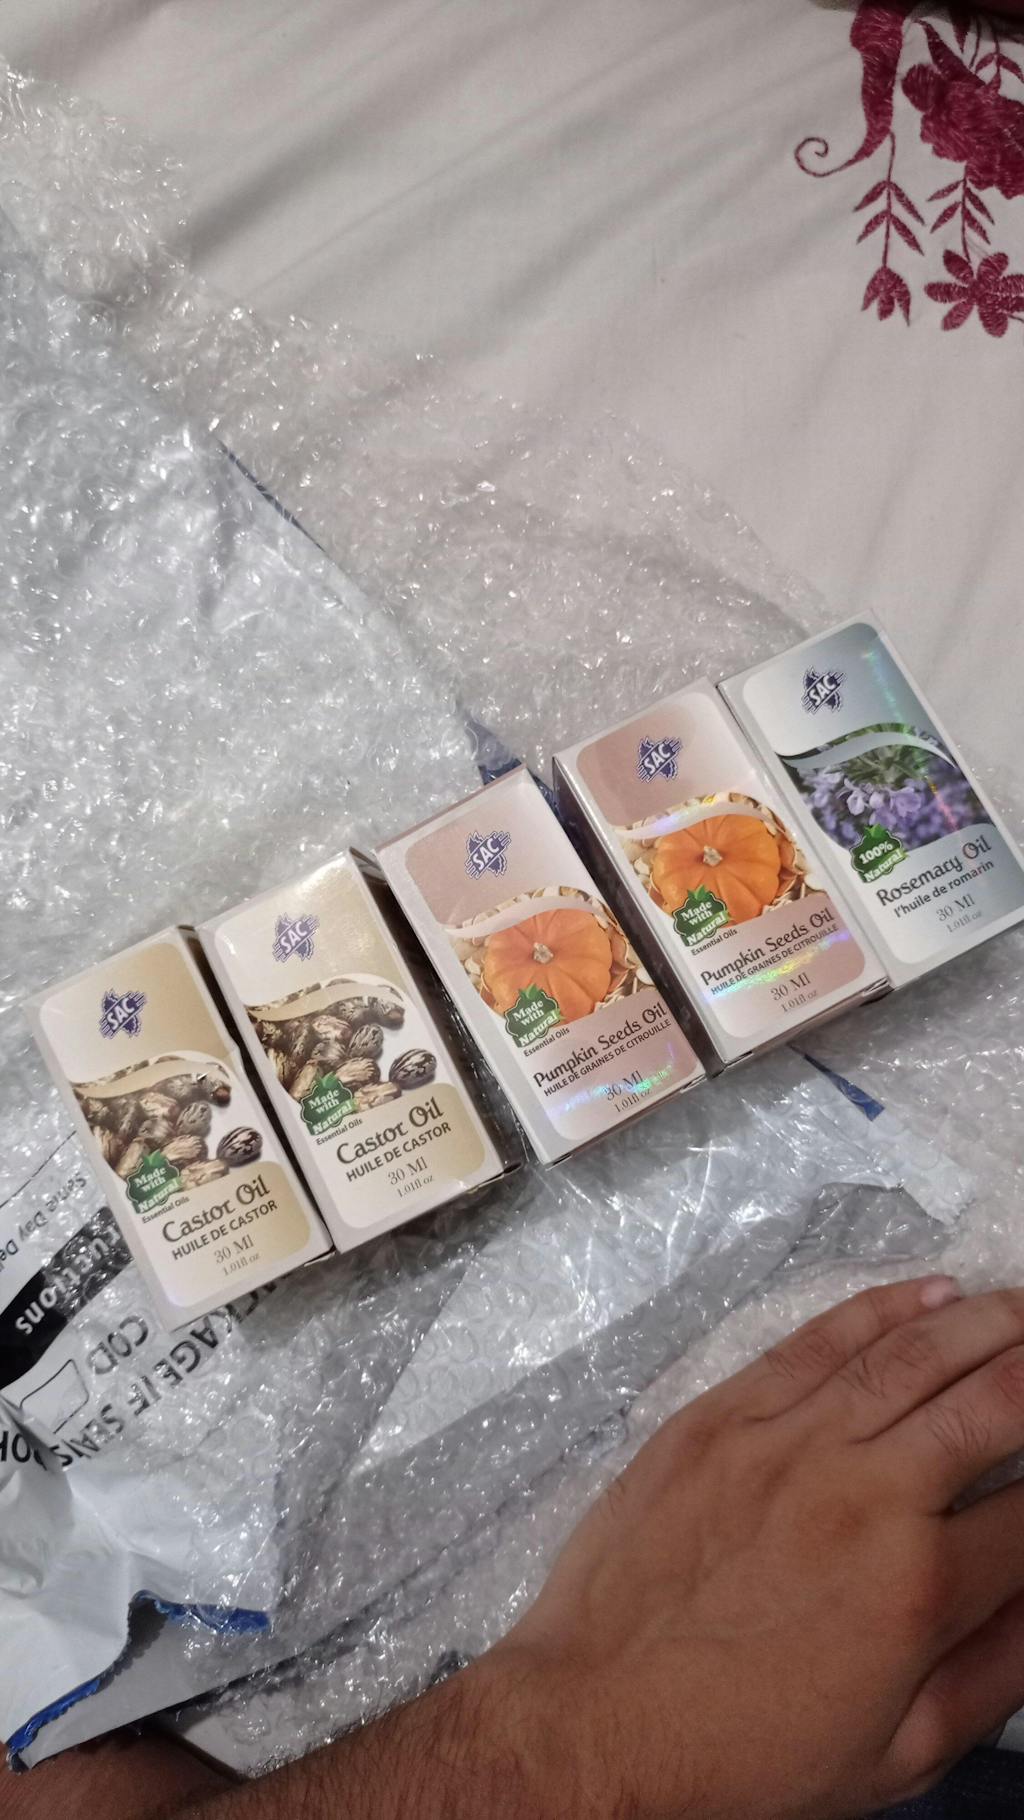 SAC
Made
with
Natural
Essential Oils
Castor Oil
HUILE DE CASTOR
30 Ml
1.01fl oz
SAC
Made
with
Natural
Essential Oils
Castor Oil
HUILE DE CASTOR
30 Ml
1.01fl oz
SAC
Made
with
Natural
Essential Oils
Pumpkin Seeds Oil
HUILE DE GRAINES DE CITROUILLE
30 Ml
1.01fl oz
SAC
Made
with
Natural
Essential Oils
Pumpkin Seeds Oil
HUILE DE GRAINES DE CITROUILLE
30 Ml
1.01fl oz
SAC
100%
Natural
Rosemary Oil
l'huile de romarin
30 Ml
1.01fl oz
Same Day
COD
IF SEAL